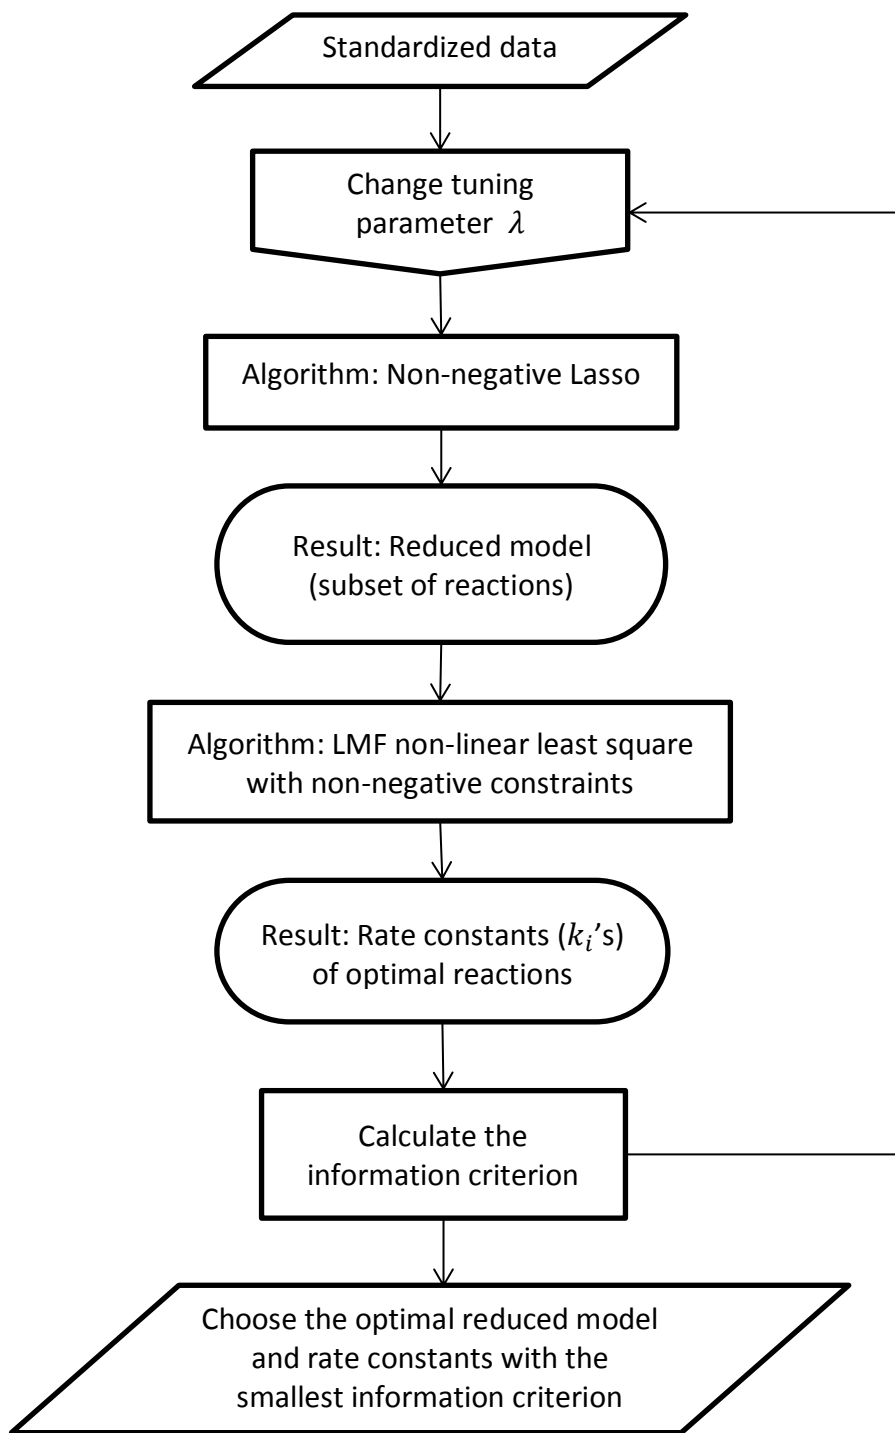 Standardized data
Change tuning
parameter λ
Algorithm: Non-negative Lasso
Result: Reduced model
(subset of reactions)
Algorithm: LMF non-linear least square
with non-negative constraints
Result: Rate constants (𝑘𝑖’s)
of optimal reactions
Calculate the
information criterion
Choose the optimal reduced model
and rate constants with the
smallest information criterion